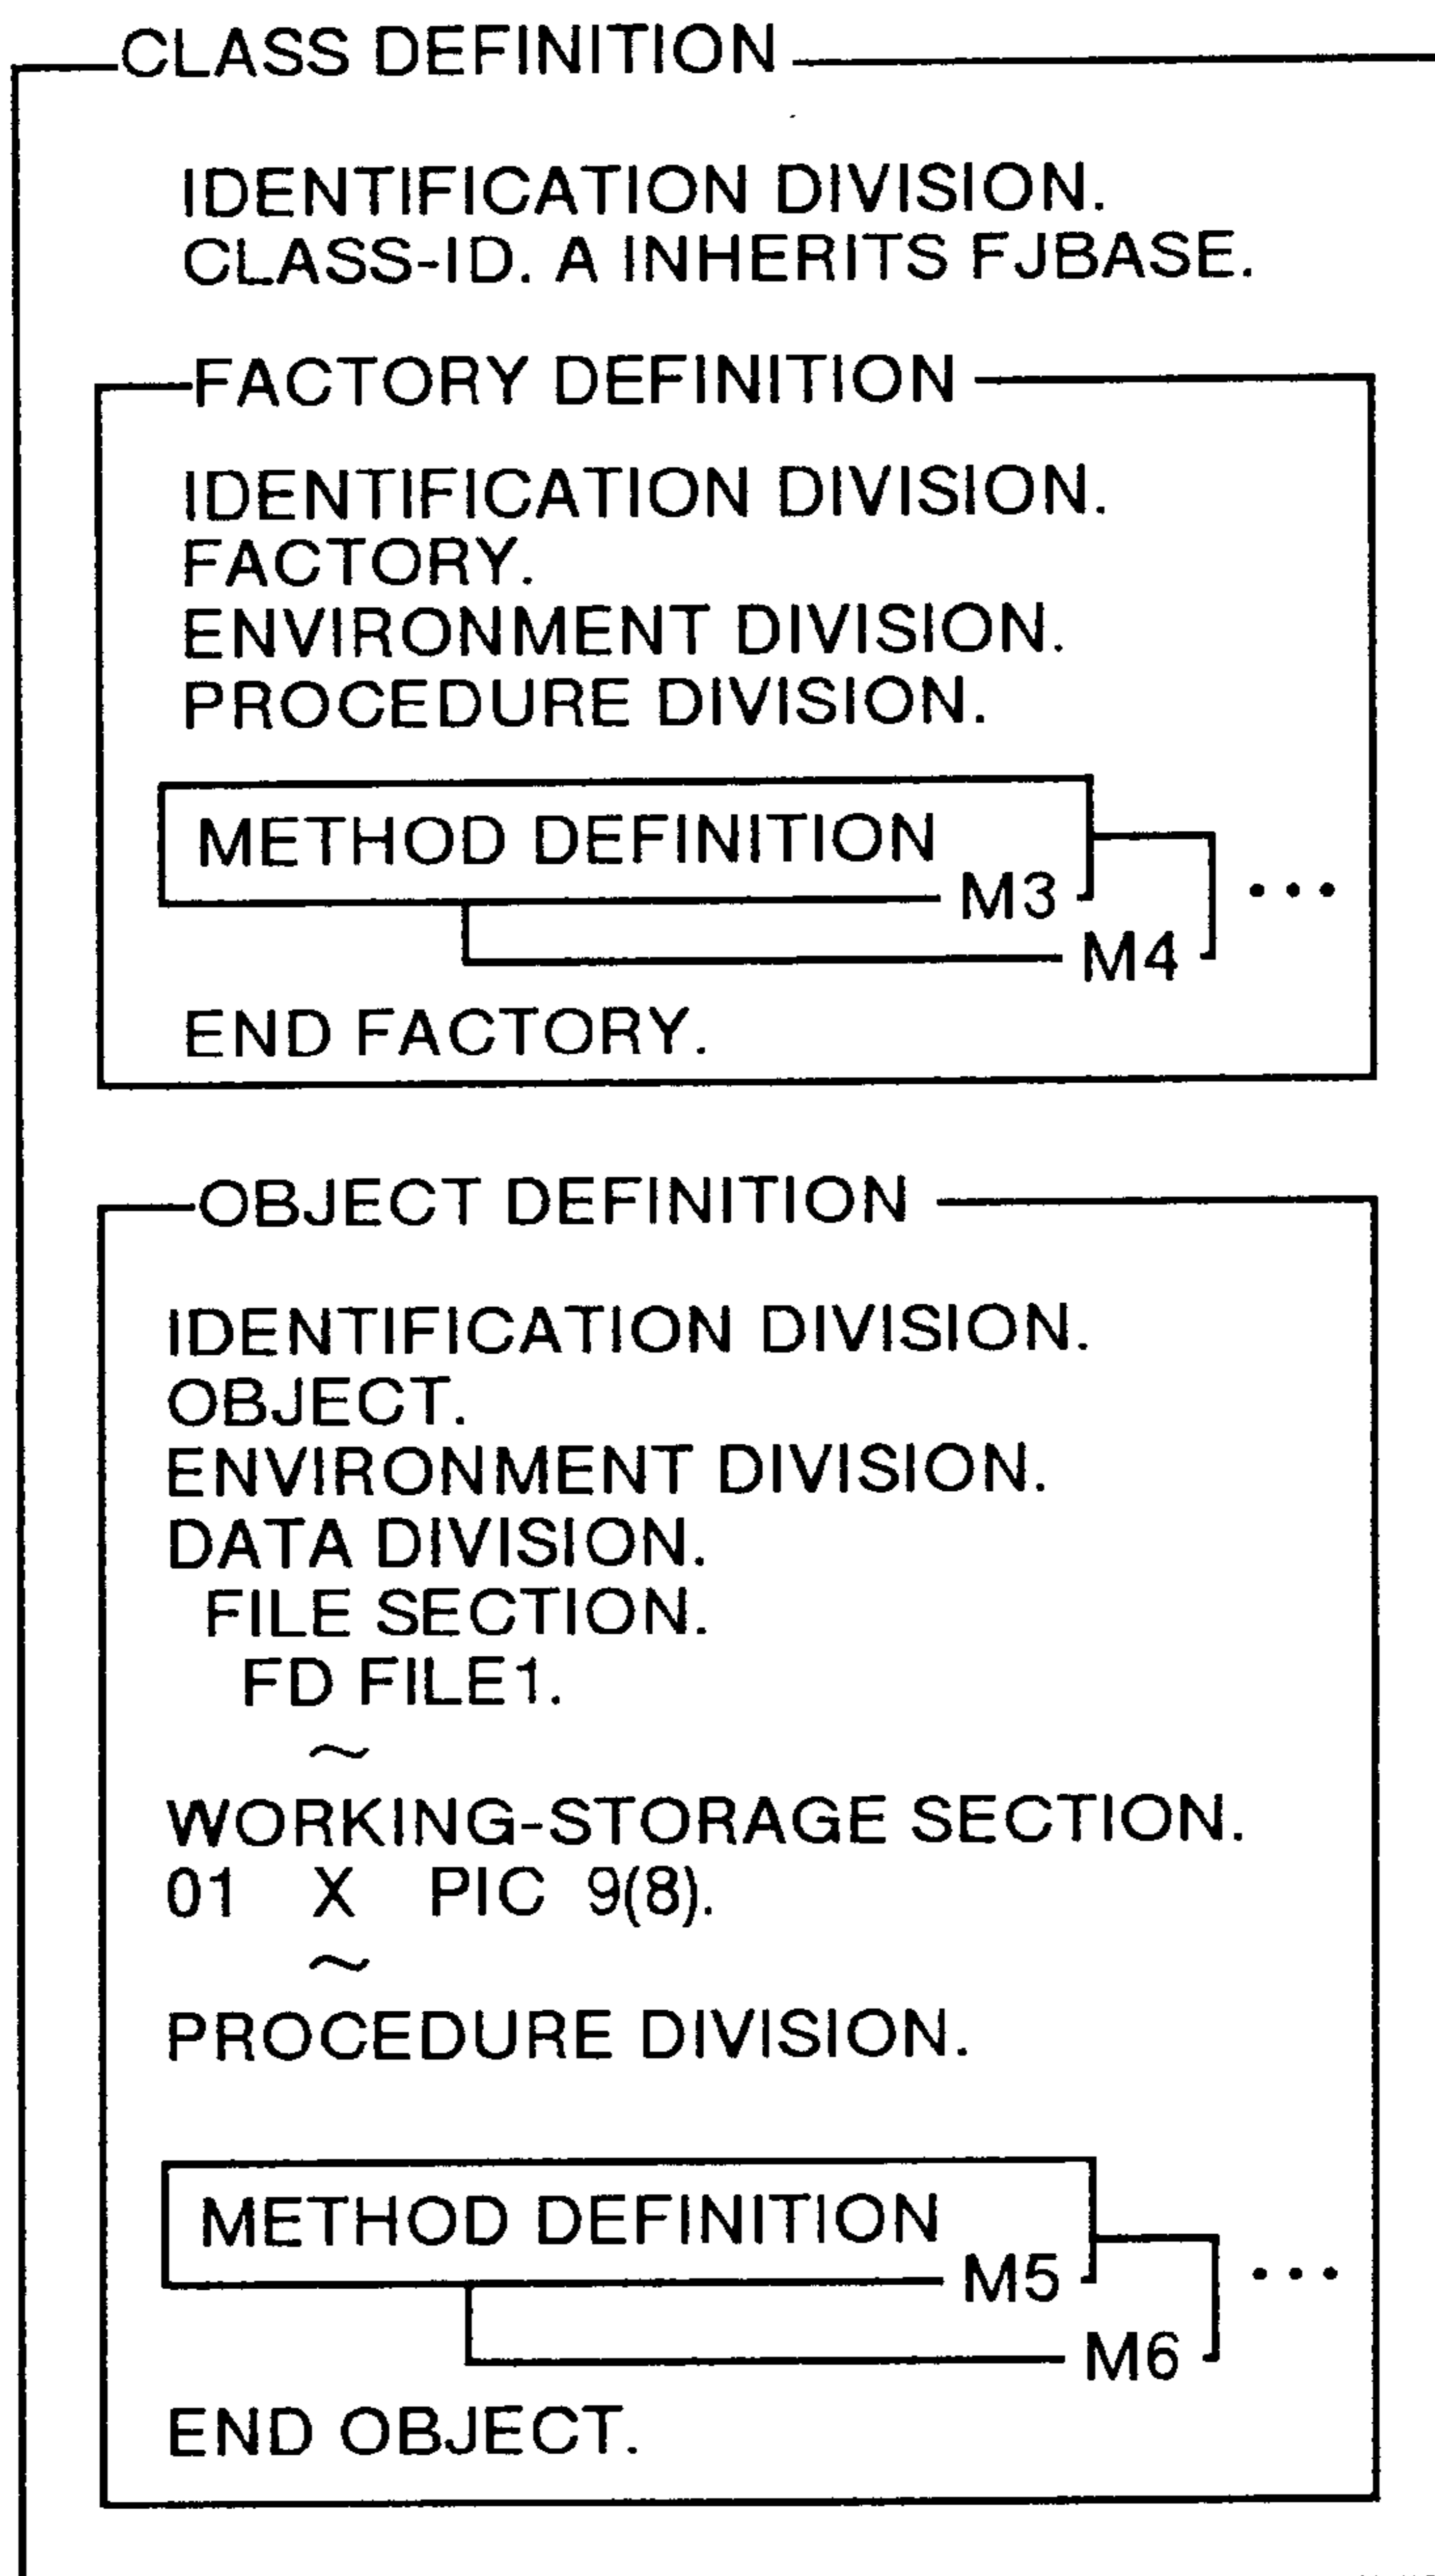 CLASS DEFINITION
IDENTIFICATION DIVISION.
CLASS-ID. A INHERITS FJBASE.
FACTORY DEFINITION
IDENTIFICATION DIVISION.
FACTORY.
ENVIRONMENT DIVISION.
PROCEDURE DIVISION.
METHOD DEFINITION
M3
...
M4
END FACTORY.
OBJECT DEFINITION
IDENTIFICATION DIVISION.
OBJECT.
ENVIRONMENT DIVISION.
DATA DIVISION.
FILE SECTION.
FD FILE1.
~
WORKING-STORAGE SECTION.
01 X PIC 9(8).
~
PROCEDURE DIVISION.
METHOD DEFINITION
M5
...
M6
END OBJECT.